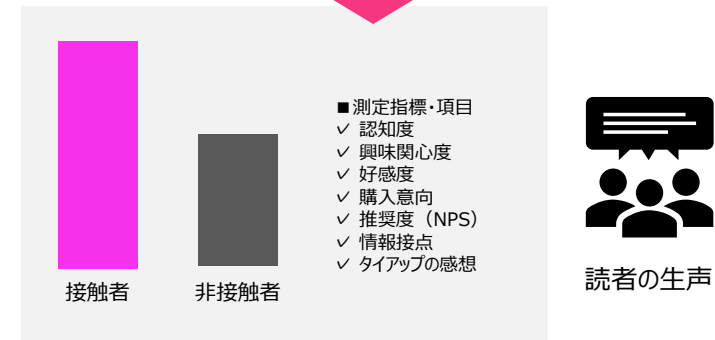 ■測定指標・項目
✓ 認知度
✓ 興味関心度
✓ 好感度
✓ 購入意向
✓ 推奨度（NPS）
✓ 情報接点
✓ タイアップの感想
接触者
非接触者
読者の生声